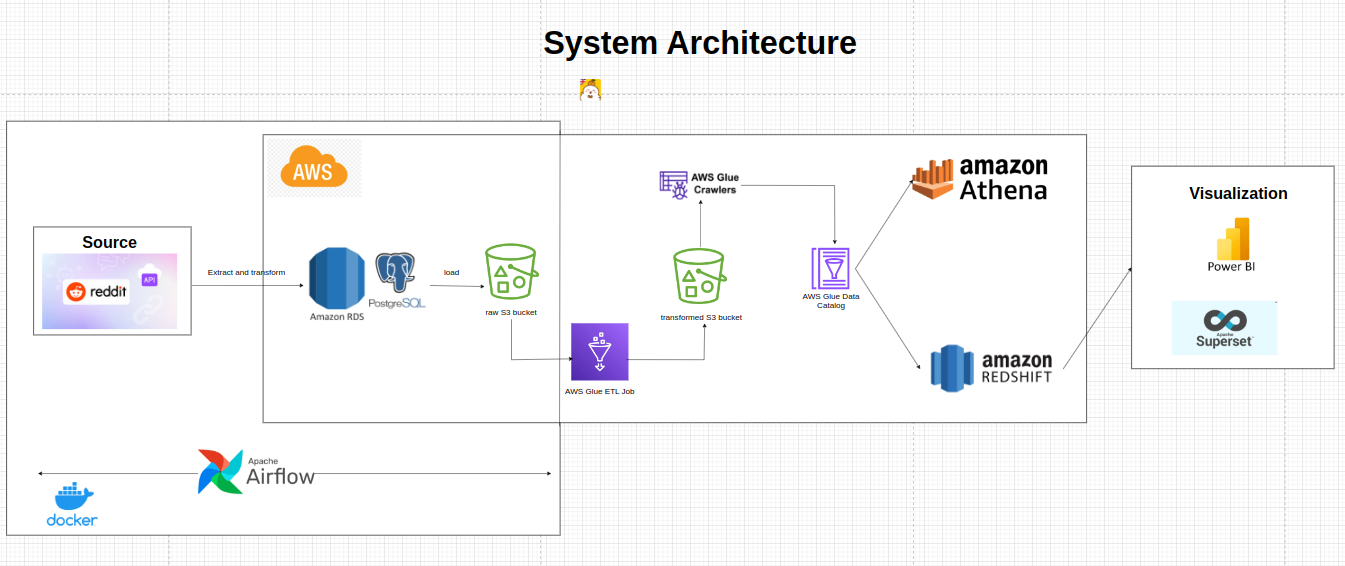 System Architecture
AWS
Source
API
reddit
Extract and transform
Amazon RDS
PostgreSQL
load
raw S3 bucket
AWS Glue ETL Job
transformed S3 bucket
AWS Glue
Crawlers
AWS Glue Data
Catalog
amazon
Athena
amazon
REDSHIFT
Visualization
Power BI
Apache
Superset
Apache
Airflow
docker